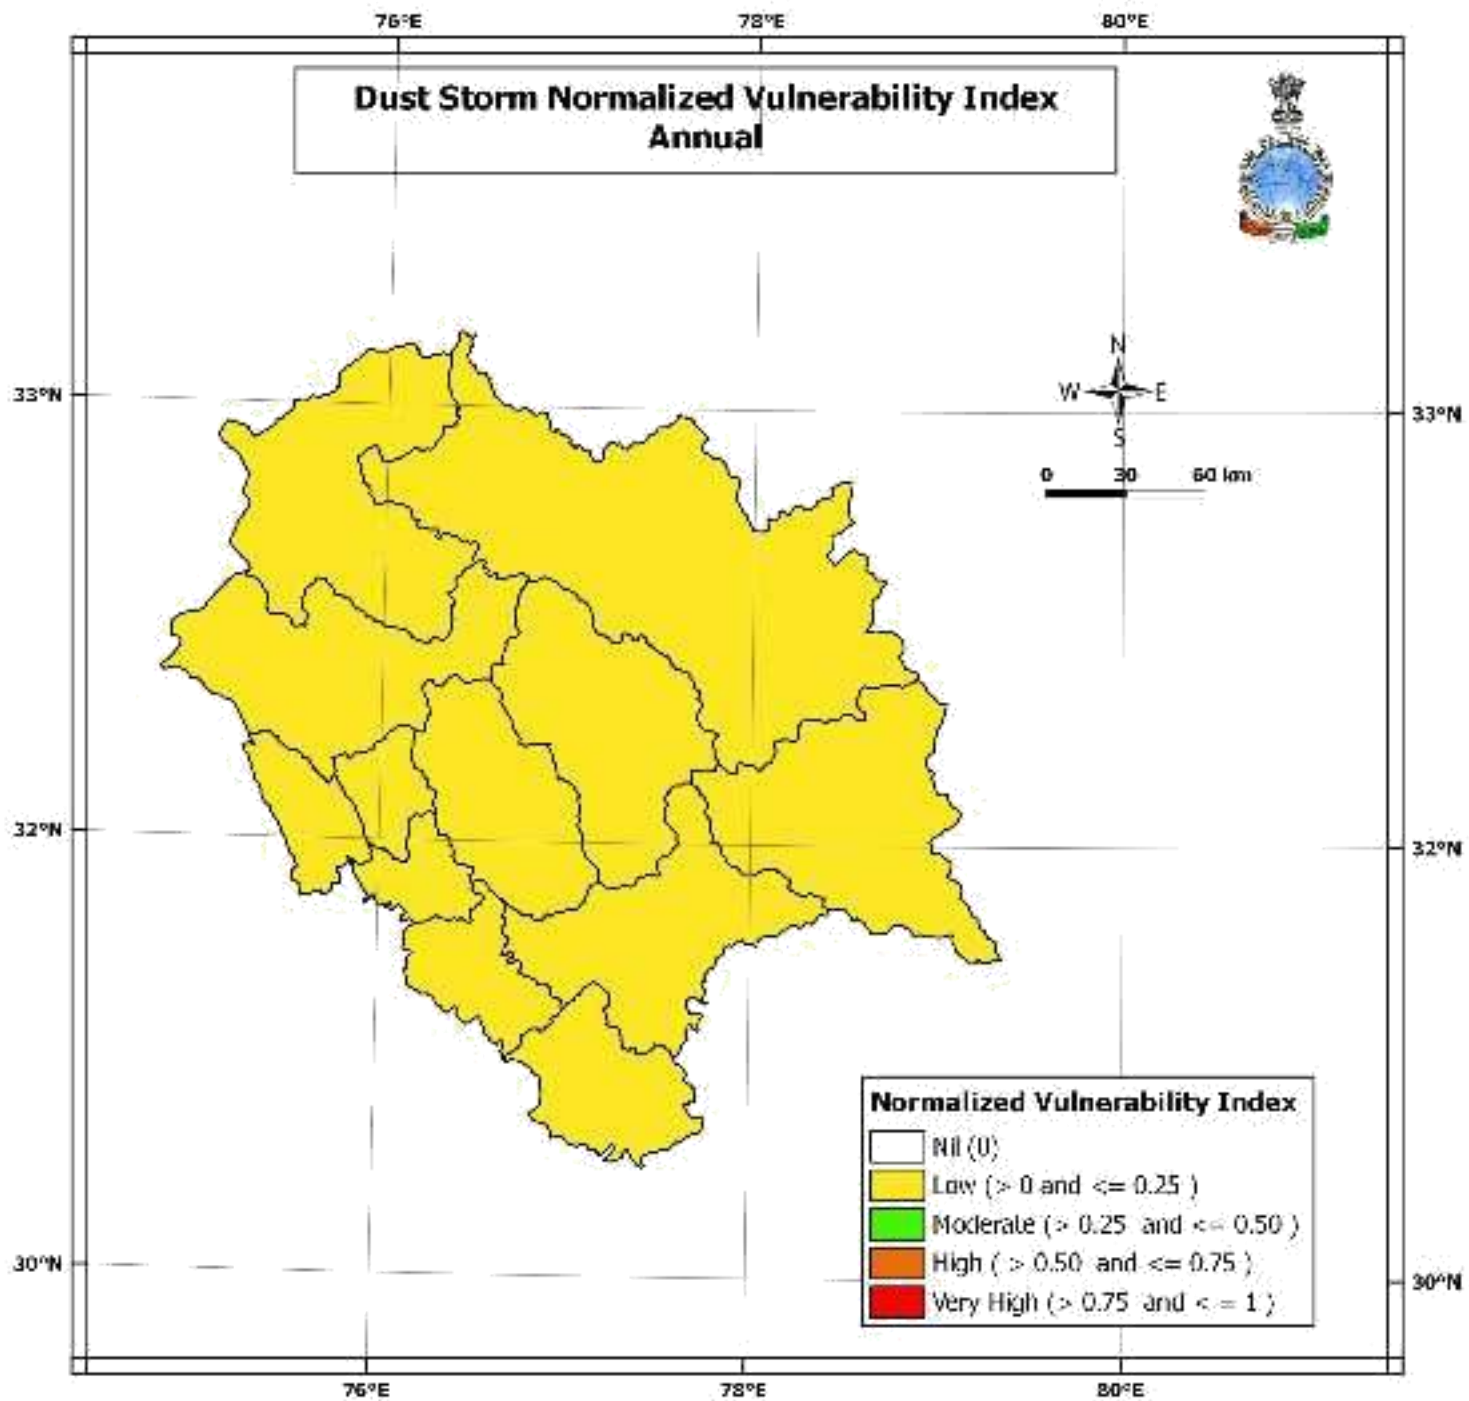 76°E 78°E 80°E
Dust Storm Normalized Vulnerability Index
Annual
N
W E
S
33°N 33°N
0 30 60 km
32°N 32°N
Normalized Vulnerability Index
Nil (0)
Low (> 0 and <= 0.25 )
Moderate (> 0.25 and <= 0.50 )
High ( > 0.50 and <= 0.75 )
Very High (> 0.75 and < = 1 )
30°N 30°N
76°E 78°E 80°E